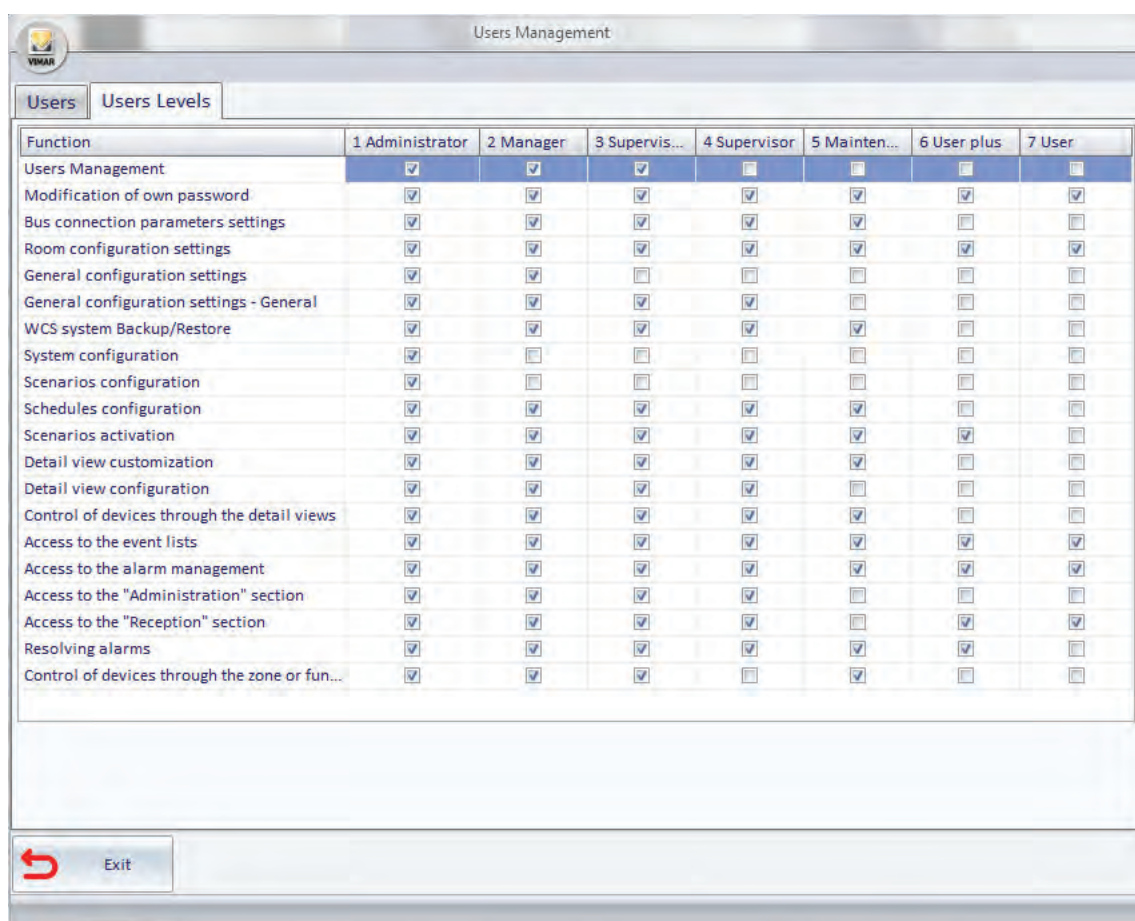 Users Management
VIMAR
Users Users Levels
Function 1 Administrator 2 Manager 3 Supervis... 4 Supervisor 5 Mainten... 6 User plus 7 User
Users Management
Modification of own password
Bus connection parameters settings
Room configuration settings
General configuration settings
General configuration settings - General
WCS system Backup/Restore
System configuration
Scenarios configuration
Schedules configuration
Scenarios activation
Detail view customization
Detail view configuration
Control of devices through the detail views
Access to the event lists
Access to the alarm management
Access to the "Administration" section
Access to the "Reception" section
Resolving alarms
Control of devices through the zone or fun...
Exit